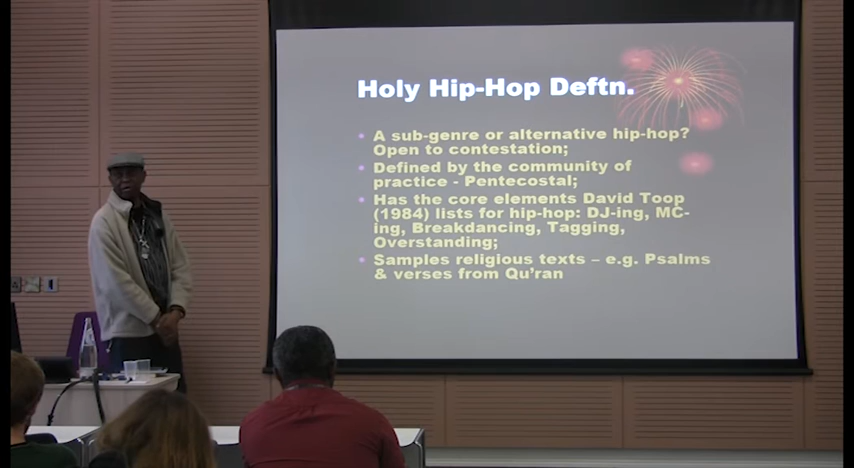 Holy Hip-Hop Deftn.
• A sub-genre or alternative hip-hop?
Open to contestation;
• Defined by the community of
practice - Pentecostal;
• Has the core elements David Toop
(1984) lists for hip-hop: DJ-ing, MC-
ing, Breakdancing, Tagging,
Overstanding;
• Samples religious texts – e.g. Psalms
& verses from Qu'ran